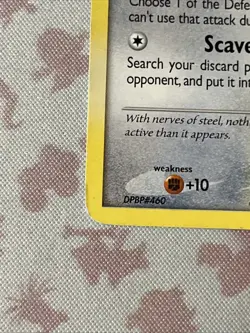 Choose 1 of the Defe
can't use that attack du
Scave
Search your discard p
opponent, and put it int
With nerves of steel, noth
active than it appears.
weakness
+10
DPBP#460